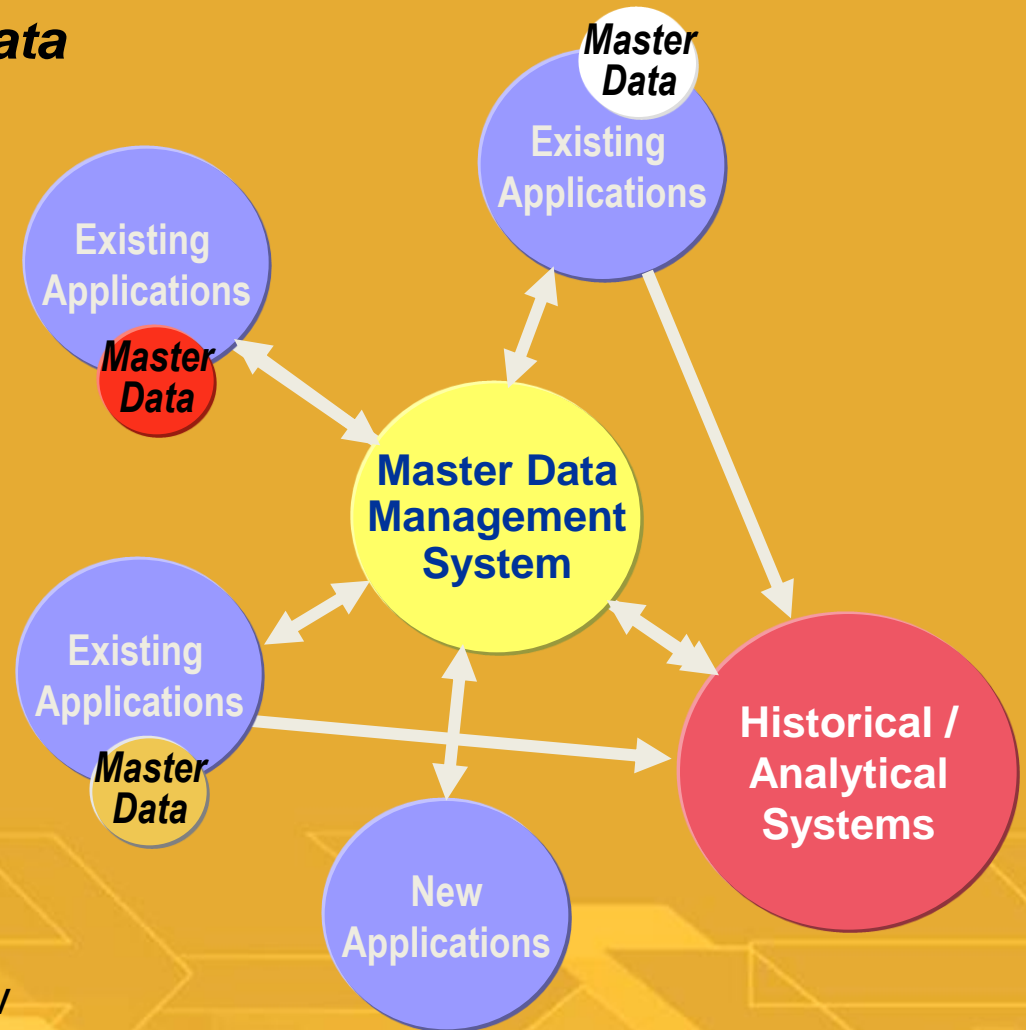 ata
Master
Data
Existing
Applications
Existing
Applications
Master
Data
Master Data
Management
System
Existing
Applications
Master
Data
Historical /
Analytical
Systems
New
Applications